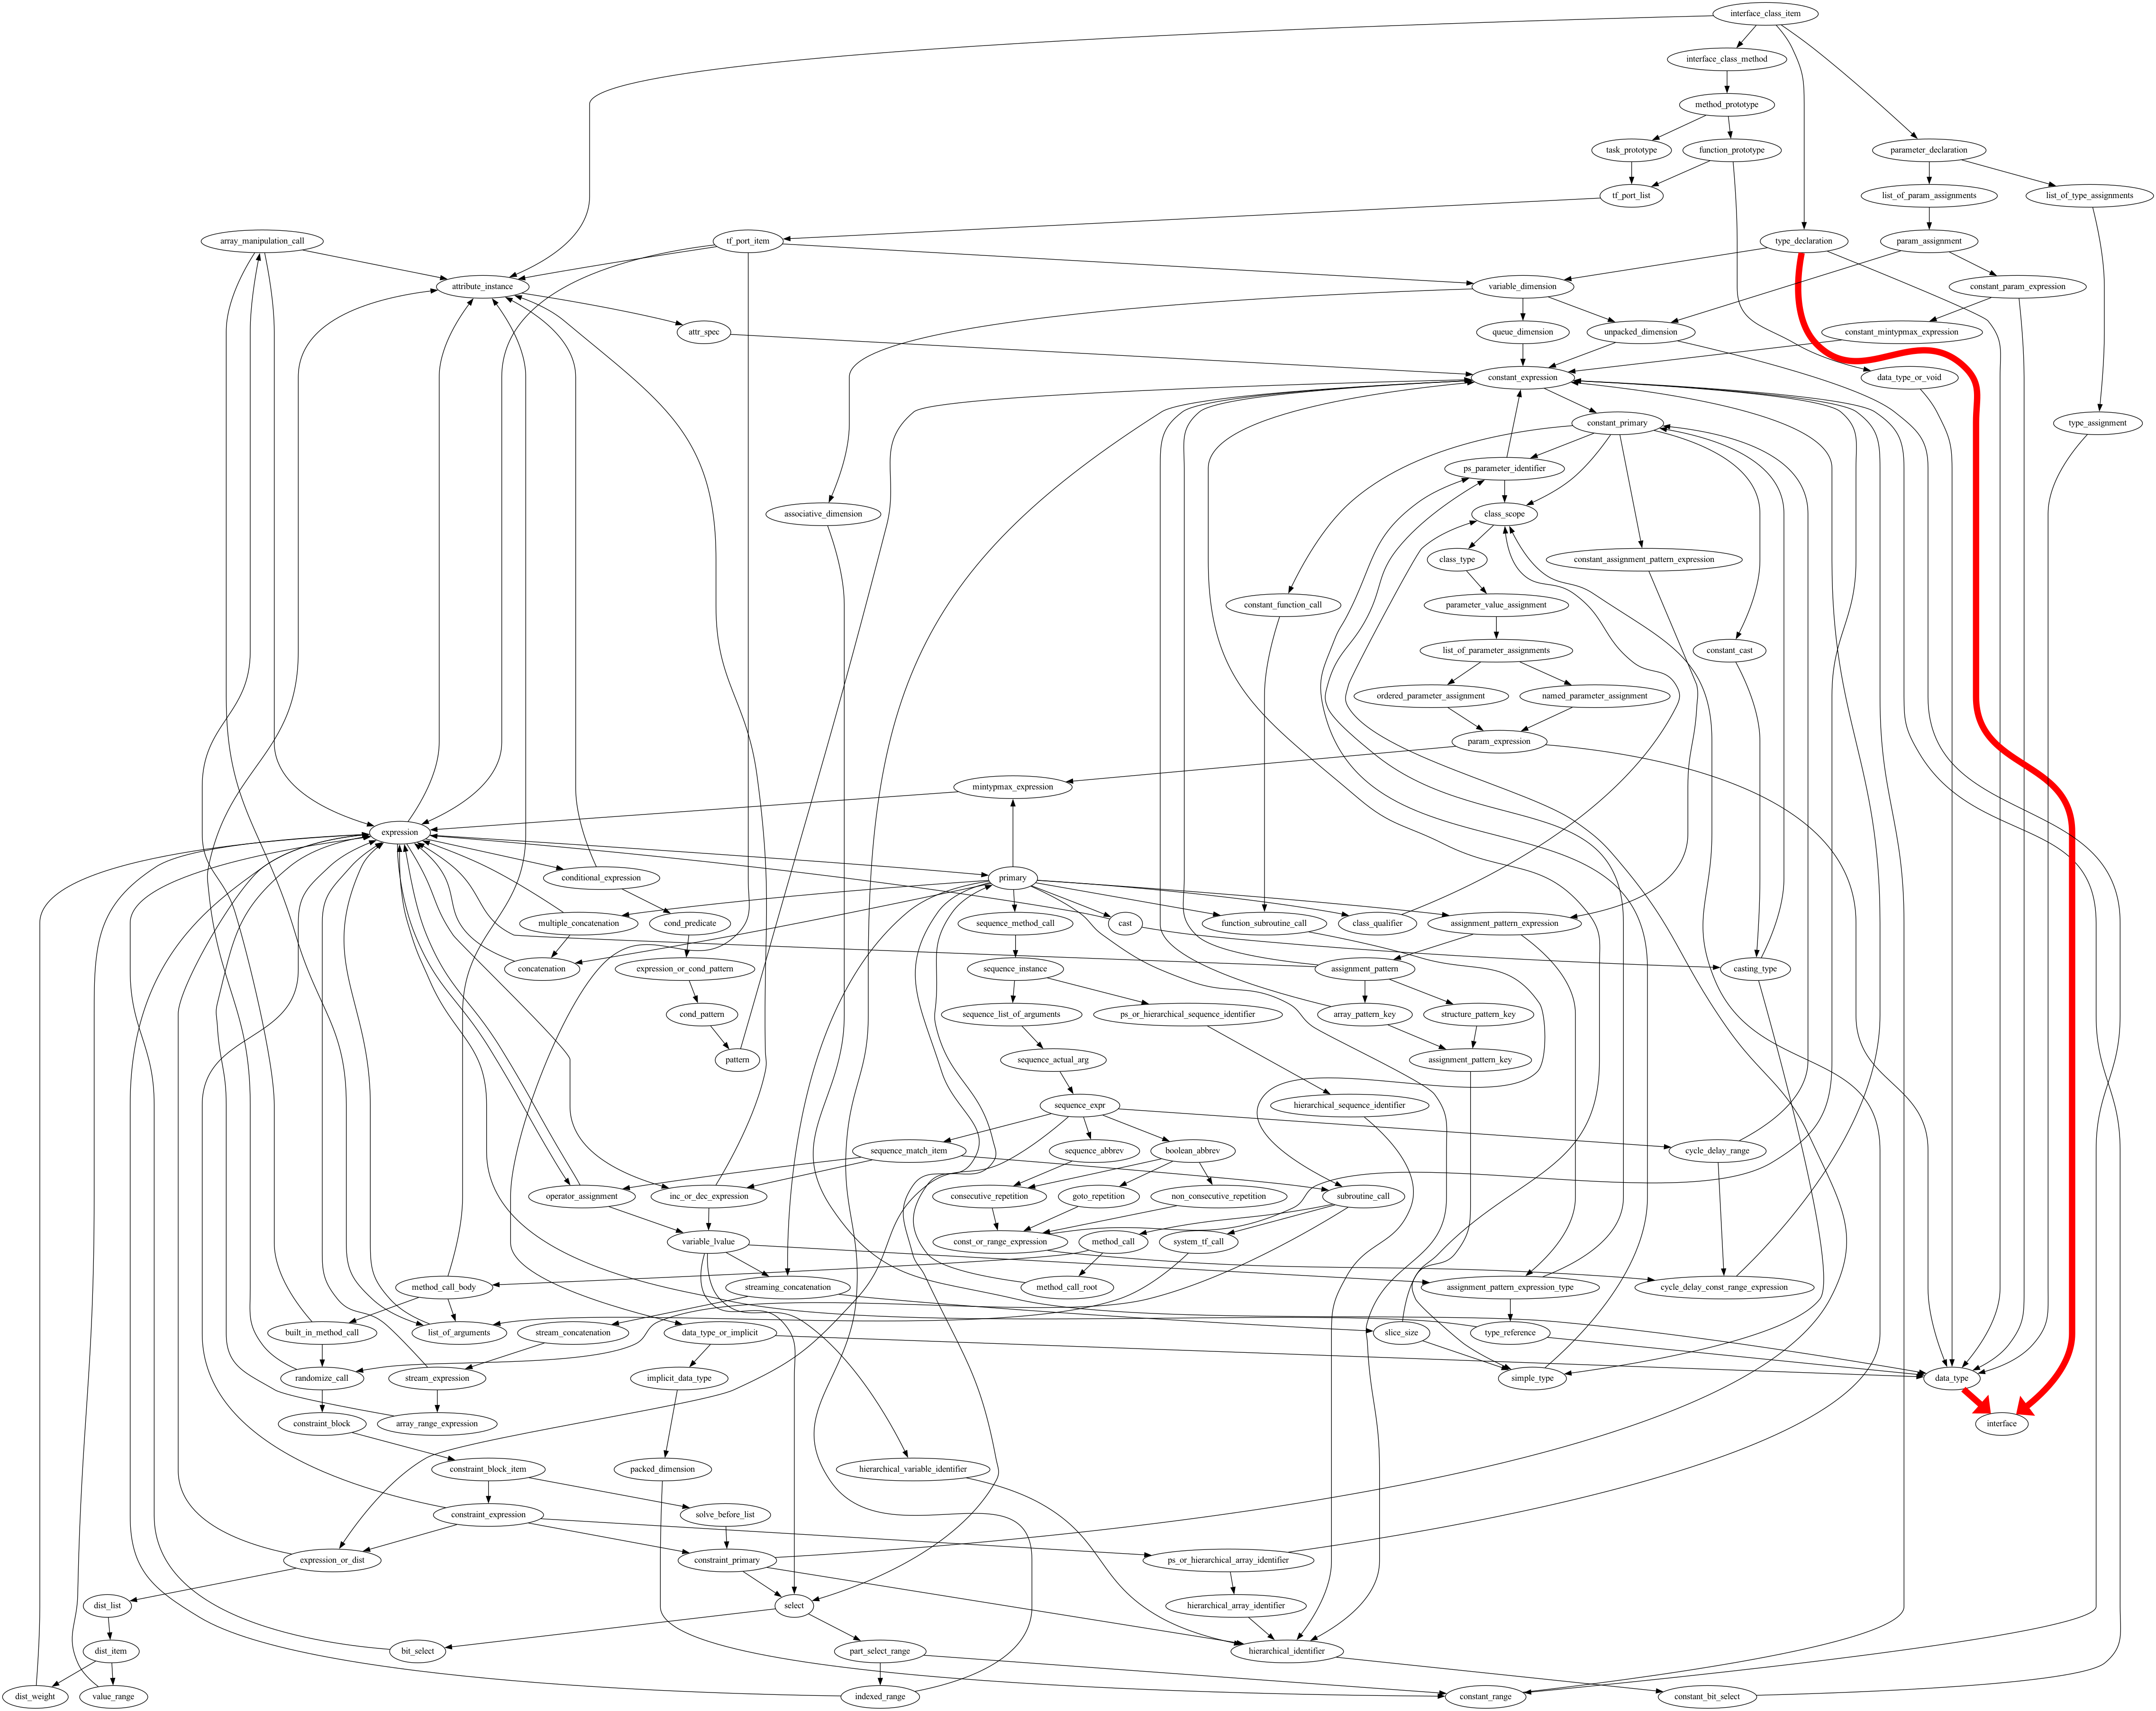 interface_class_item
interface_class_method
method_prototype
task_prototype
function_prototype
parameter_declaration
tf_port_list
list_of_param_assignments
list_of_type_assignments
array_manipulation_call
tf_port_item
type_declaration
param_assignment
attribute_instance
variable_dimension
constant_param_expression
attr_spec
queue_dimension
unpacked_dimension
constant_mintypmax_expression
constant_expression
data_type_or_void
constant_primary
type_assignment
ps_parameter_identifier
associative_dimension
class_scope
class_type
constant_assignment_pattern_expression
constant_function_call
parameter_value_assignment
list_of_parameter_assignments
constant_cast
ordered_parameter_assignment
named_parameter_assignment
param_expression
mintypmax_expression
expression
conditional_expression
primary
multiple_concatenation
cond_predicate
sequence_method_call
cast
function_subroutine_call
class_qualifier
assignment_pattern_expression
concatenation
expression_or_cond_pattern
sequence_instance
assignment_pattern
casting_type
cond_pattern
sequence_list_of_arguments
ps_or_hierarchical_sequence_identifier
array_pattern_key
structure_pattern_key
pattern
sequence_actual_arg
assignment_pattern_key
sequence_expr
hierarchical_sequence_identifier
sequence_match_item
sequence_abbrev
boolean_abbrev
cycle_delay_range
operator_assignment
inc_or_dec_expression
consecutive_repetition
goto_repetition
non_consecutive_repetition
subroutine_call
variable_lvalue
const_or_range_expression
method_call
system_tf_call
method_call_body
streaming_concatenation
method_call_root
assignment_pattern_expression_type
cycle_delay_const_range_expression
built_in_method_call
list_of_arguments
stream_concatenation
data_type_or_implicit
slice_size
type_reference
randomize_call
stream_expression
implicit_data_type
simple_type
data_type
constraint_block
array_range_expression
interface
constraint_block_item
packed_dimension
hierarchical_variable_identifier
constraint_expression
solve_before_list
expression_or_dist
constraint_primary
ps_or_hierarchical_array_identifier
dist_list
select
hierarchical_array_identifier
dist_item
bit_select
part_select_range
hierarchical_identifier
dist_weight
value_range
indexed_range
constant_range
constant_bit_select